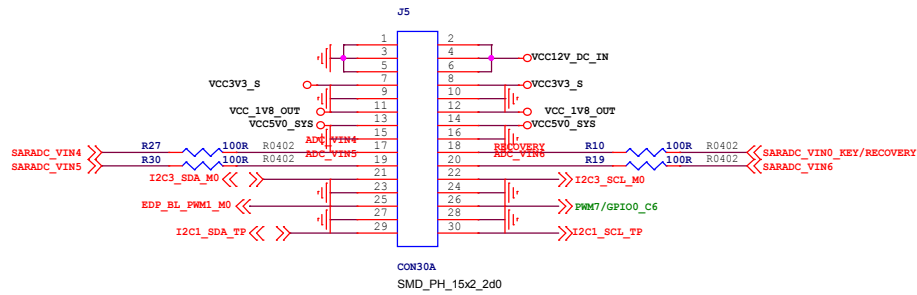 J5
1 2
3 4 VCC12V_DC_IN
5 6
VCC3V3_S 7 8 VCC3V3_S
9 10
VCC_1V8_OUT 11 12 VCC_1V8_OUT
VCC5V0_SYS 13 14 VCC5V0_SYS
15 16
SARADC_VIN4 R27 100R R0402 ADC_VIN4 17 18 RECOVERY R10 100R R0402 SARADC_VIN0_KEY/RECOVERY
SARADC_VIN5 R30 100R R0402 ADC_VIN5 19 20 ADC_VIN6 R19 100R R0402 SARADC_VIN6
I2C3_SDA_M0 21 22 I2C3_SCL_M0
23 24
EDP_BL_PWM1_M0 25 26 PWM7/GPIO0_C6
27 28
I2C1_SDA_TP 29 30 I2C1_SCL_TP
CON30A
SMD_PH_15x2_2d0